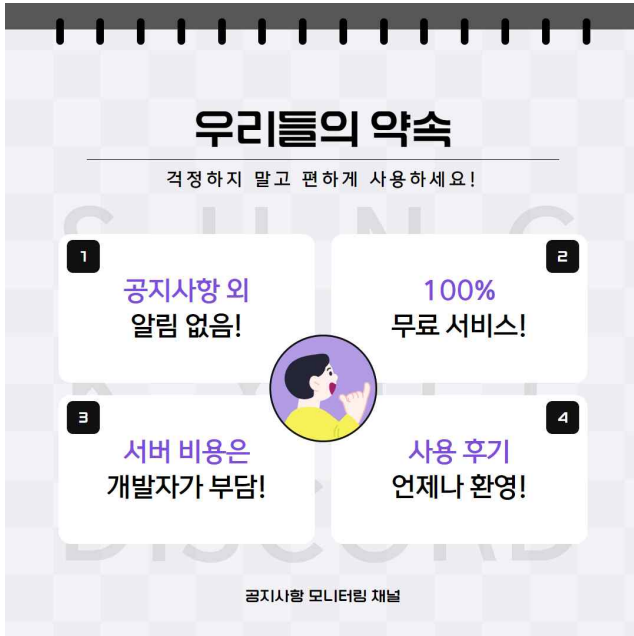 우리들의 약속
걱정하지 말고 편하게 사용하세요!
S U N G
1
공지사항 외
알림 없음!
2
100%
무료 서비스!
3
서버 비용은
개발자가 부담!
4
사용 후기
언제나 환영!
DISCORD
공지사항 모니터링 채널